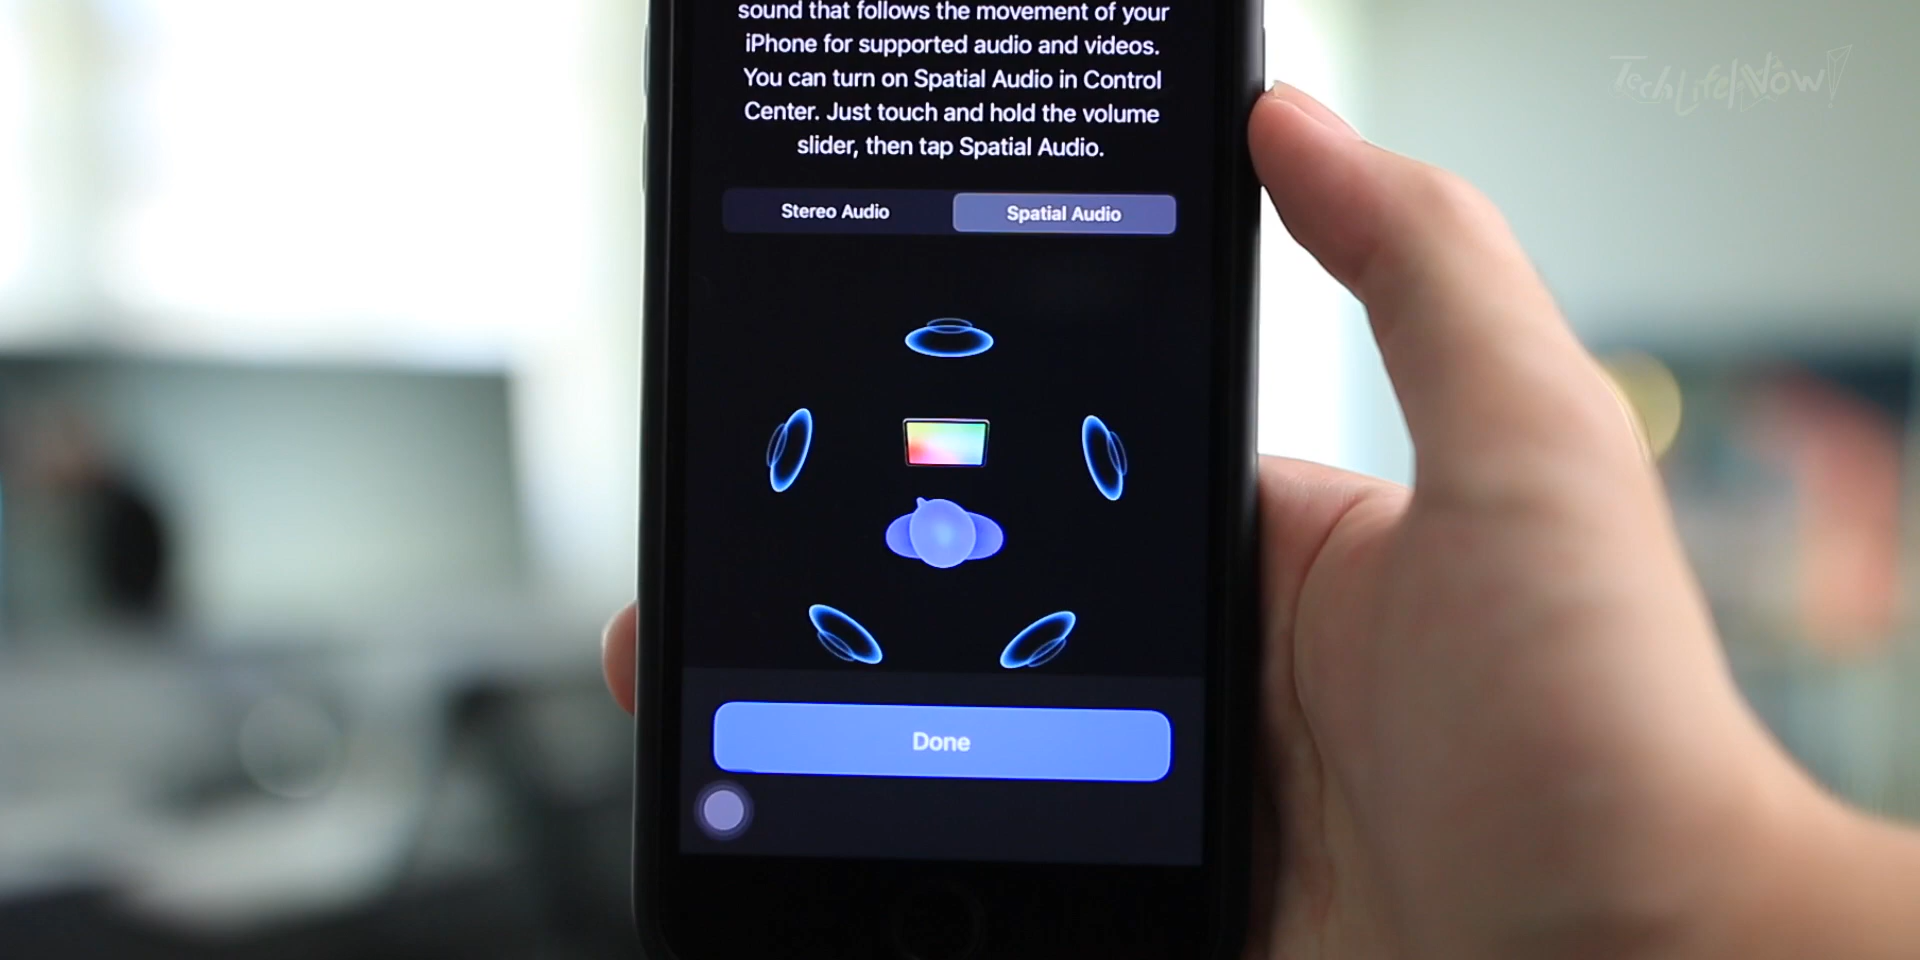 sound that follows the movement of your
iPhone for supported audio and videos.
You can turn on Spatial Audio in Control
Center. Just touch and hold the volume
slider, then tap Spatial Audio.
Stereo Audio
Spatial Audio
Done
TechLifeNow